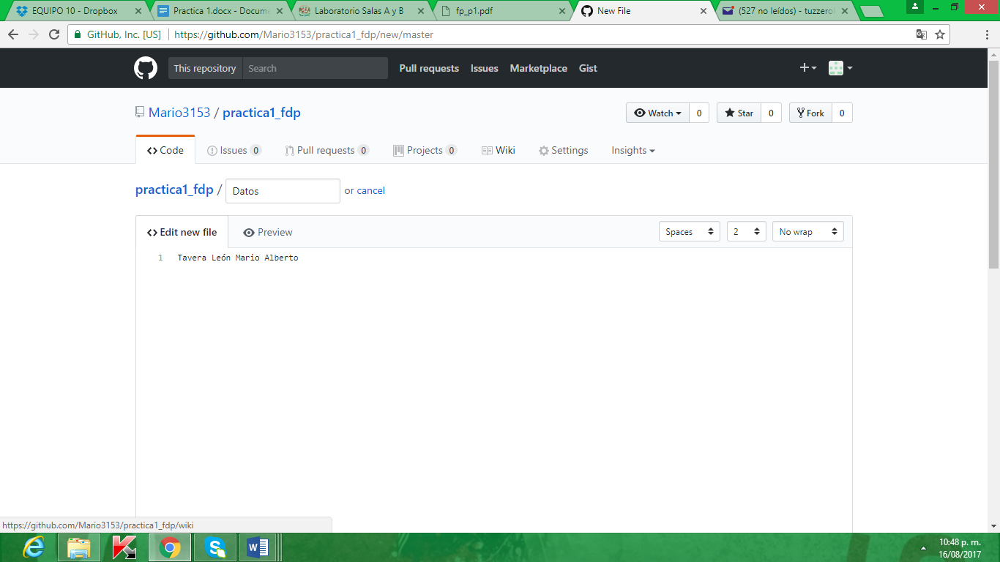 EQUIPO 10 - Dropbox
Practica 1.docx - Docume
Laboratorio Salas A y B
fp_p1.pdf
New File
(527 no leídos) - tuzzerol
GitHub, Inc. [US]
https://github.com/Mario3153/practica1_fdp/new/master
This repository
Search
Pull requests
Issues
Marketplace
Gist
Mario3153 / practica1_fdp
Watch 0
Star 0
Fork 0
Code
Issues 0
Pull requests 0
Projects 0
Wiki
Settings
Insights
practica1_fdp / Datos or cancel
Edit new file
Preview
Spaces
2
No wrap
1 Tavera León Mario Alberto
https://github.com/Mario3153/practica1_fdp/wiki
10:48 p. m.
16/08/2017